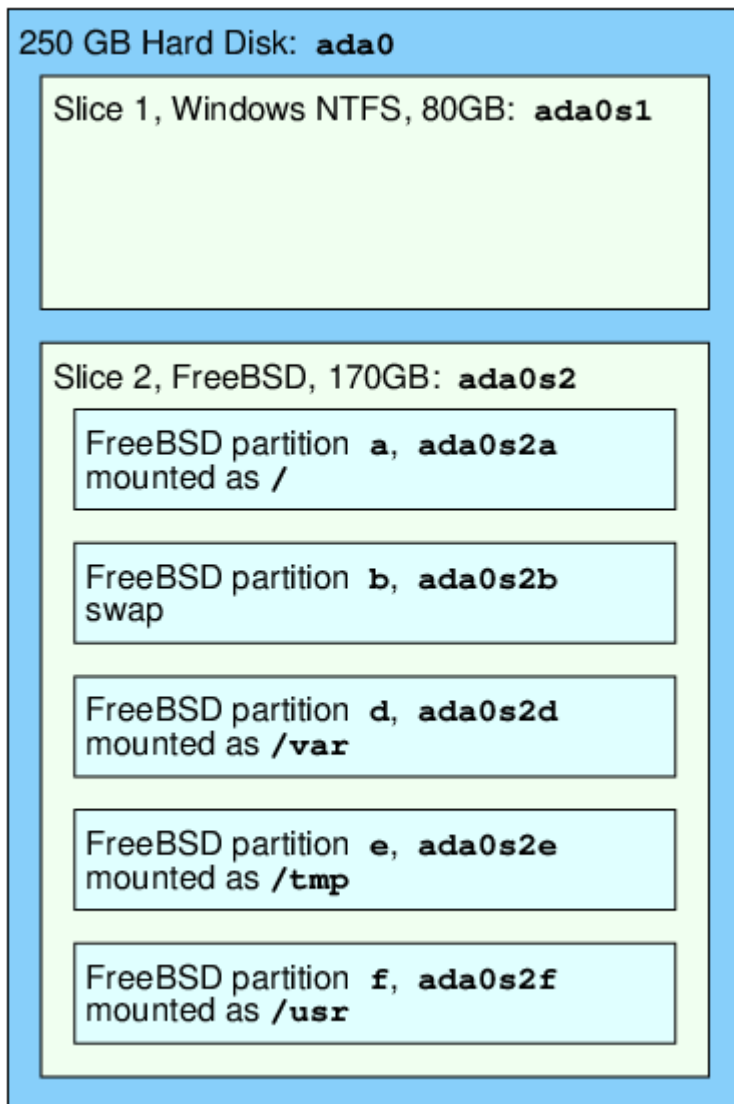 250 GB Hard Disk: ada0
Slice 1, Windows NTFS, 80GB: ada0s1
Slice 2, FreeBSD, 170GB: ada0s2
FreeBSD partition a, ada0s2a
mounted as /
FreeBSD partition b, ada0s2b
swap
FreeBSD partition d, ada0s2d
mounted as /var
FreeBSD partition e, ada0s2e
mounted as /tmp
FreeBSD partition f, ada0s2f
mounted as /usr